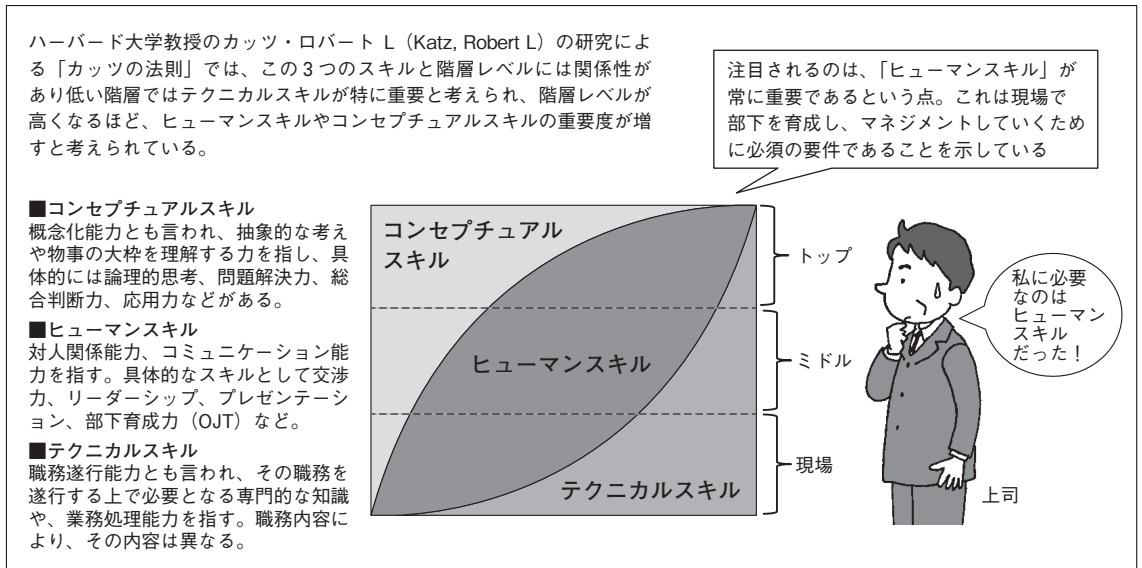 ハーバード大学教授のカッツ・ロバート L（Katz, Robert L）の研究によ
る「カッツの法則」では、この3つのスキルと階層レベルには関係性が
あり低い階層ではテクニカルスキルが特に重要と考えられ、階層レベルが
高くなるほど、ヒューマンスキルやコンセプチュアルスキルの重要度が増
すと考えられている。
注目されるのは、「ヒューマンスキル」が
常に重要であるという点。これは現場で
部下を育成し、マネジメントしていくため
に必須の要件であることを示している
■コンセプチュアルスキル
概念化能力とも言われ、抽象的な考え
や物事の大枠を理解する力を指し、具
体的には論理的思考、問題解決力、総
合判断力、応用力などがある。
■ヒューマンスキル
対人関係能力、コミュニケーション能
力を指す。具体的なスキルとして交渉
力、リーダーシップ、プレゼンテーシ
ョン、部下育成力（OJT）など。
■テクニカルスキル
職務遂行能力とも言われ、その職務を
遂行する上で必要となる専門的な知識
や、業務処理能力を指す。職務内容に
より、その内容は異なる。
コンセプチュアル
スキル
ヒューマンスキル
テクニカルスキル
トップ
ミドル
現場
私に必要
なのは
ヒューマン
スキル
だった！
上司